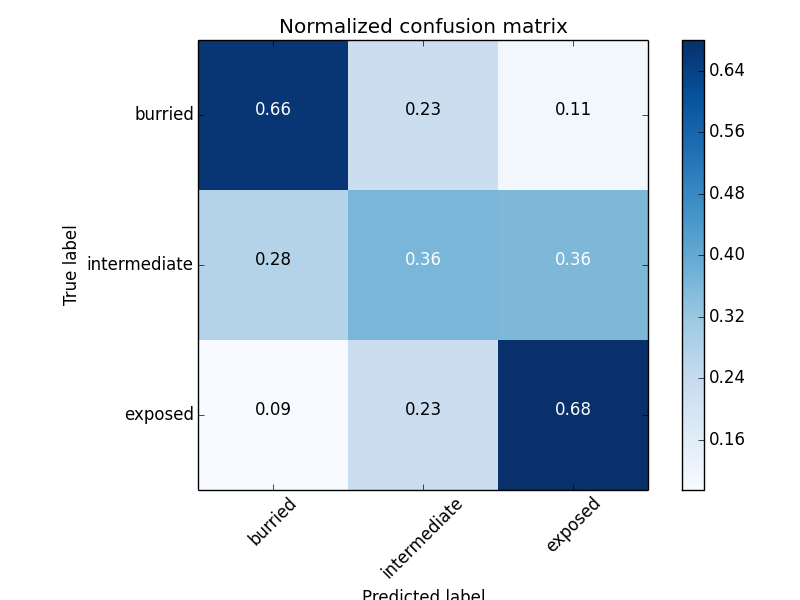 Normalized confusion matrix
burried 0.66 0.23 0.11
intermediate 0.28 0.36 0.36
exposed 0.09 0.23 0.68
True label
burried intermediate exposed
Predicted label
0.64
0.56
0.48
0.40
0.32
0.24
0.16